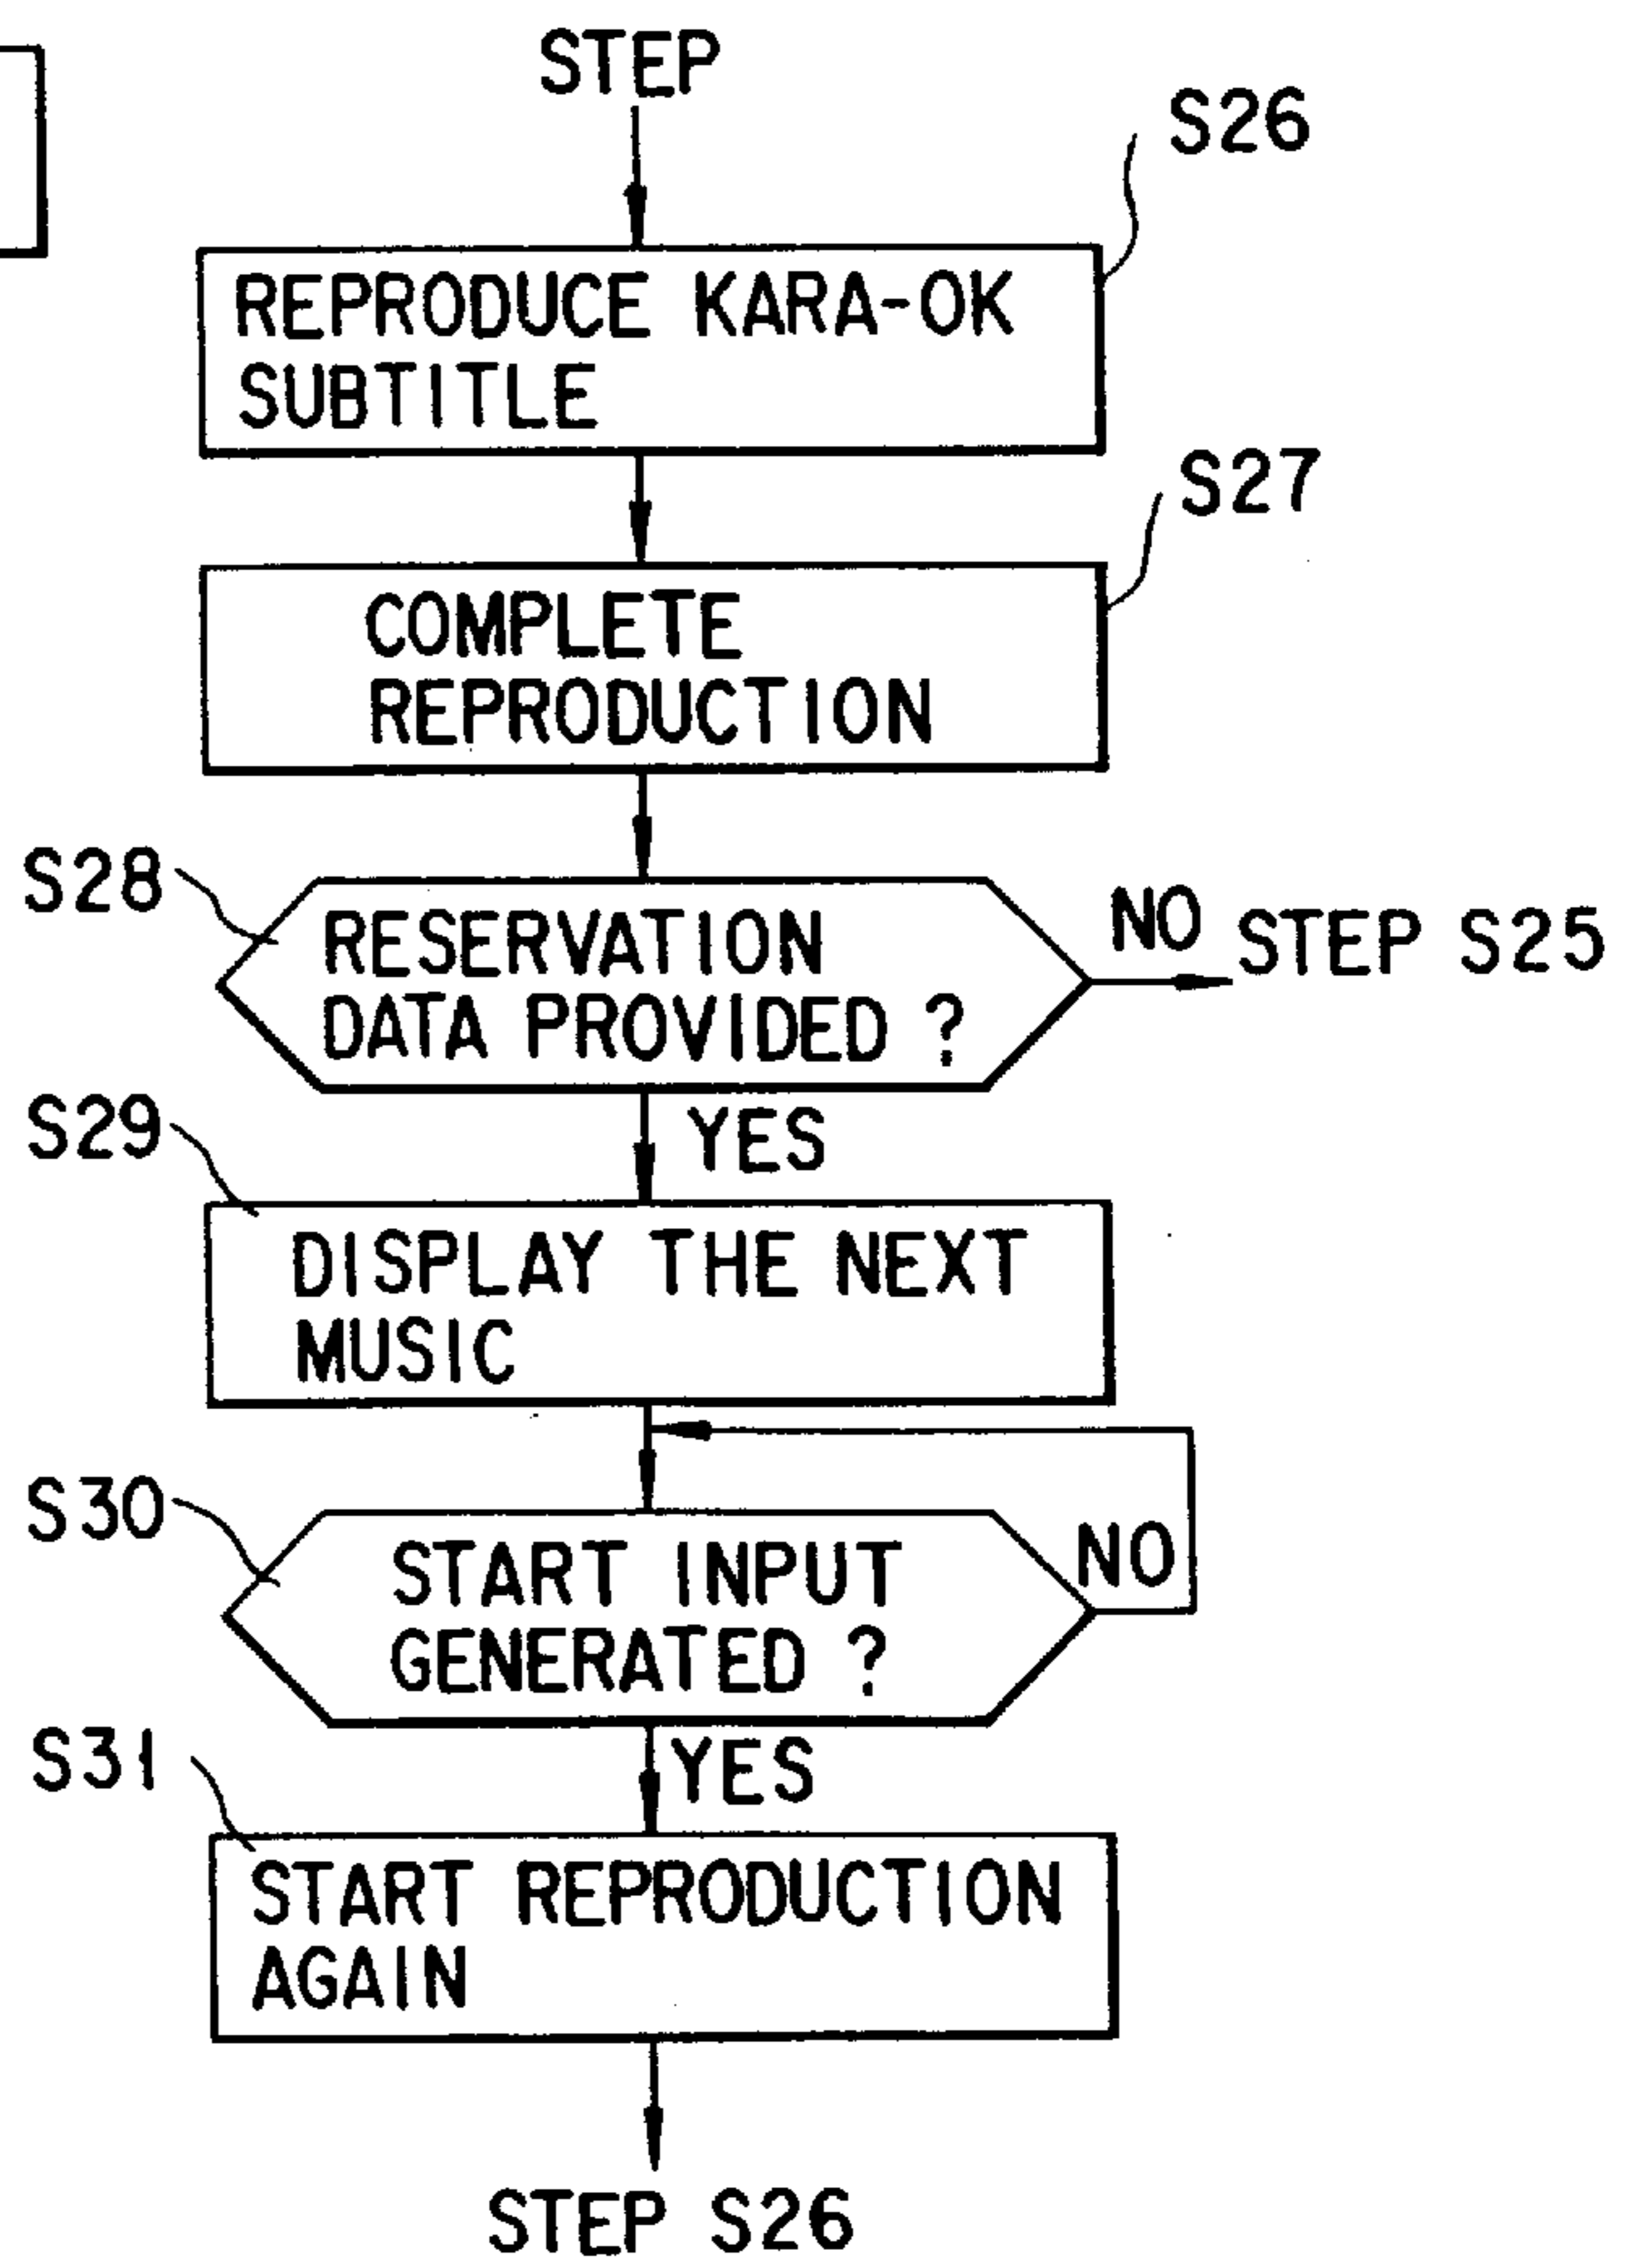 STEP
S26
REPRODUCE KARA-OK
SUBTITLE
S27
COMPLETE
REPRODUCTION
S28
RESERVATION
DATA PROVIDED ?
NO
STEP S25
YES
S29
DISPLAY THE NEXT
MUSIC
S30
START INPUT
GENERATED ?
NO
YES
S31
START REPRODUCTION
AGAIN
STEP S26